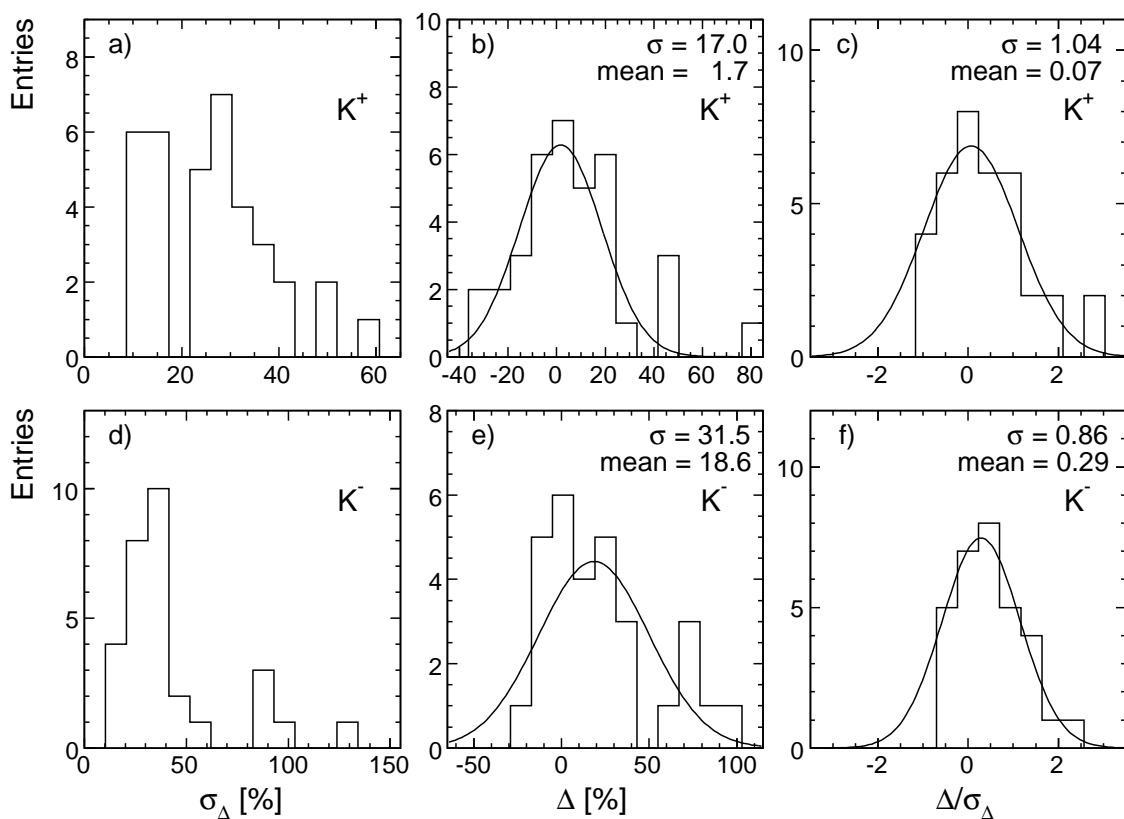 Entries
a)
K+
0
2
4
6
8
0 20 40 60
b)
σ = 17.0
mean = 1.7
K+
0
2
4
6
8
10
-40 -20 0 20 40 60 80
c)
σ = 1.04
mean = 0.07
K+
0
5
10
-2 0 2
Entries
d)
K-
0
5
10
0 50 100 150
σΔ [%]
e)
σ = 31.5
mean = 18.6
K-
0
2
4
6
8
-50 0 50 100
Δ [%]
f)
σ = 0.86
mean = 0.29
K-
0
5
10
-2 0 2
Δ/σΔ